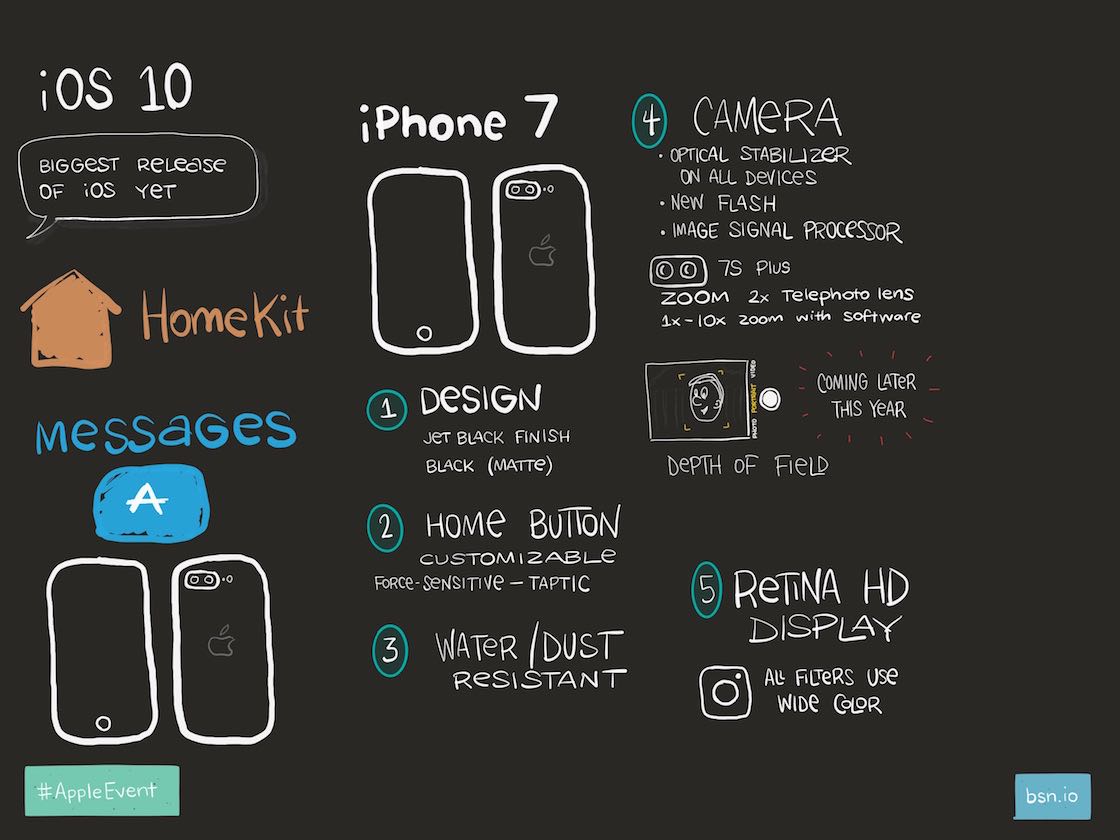 iOS 10
BIGGEST RELEASE
OF iOS YET
HomeKit
MESSAGES
A
#AppleEvent
iPhone 7
1 DESIGN
JET BLACK FINISH
BLACK (MATTE)
2 HOME BUTTON
CUSTOMIZABLE
FORCE-SENSITIVE – TAPTIC
3 WATER/DUST
RESISTANT
4 CAMERA
• OPTICAL STABILIZER
ON ALL DEVICES
• NEW FLASH
• IMAGE SIGNAL PROCESSOR
7S PLUS
ZOOM 2x Telephoto lens
1x-10x zoom with software
PHOTO PORTRAIT VIDEO
COMING LATER
THIS YEAR
DEPTH OF FIELD
5 RETINA HD
DISPLAY
ALL FILTERS USE
WIDE COLOR
bsn.io